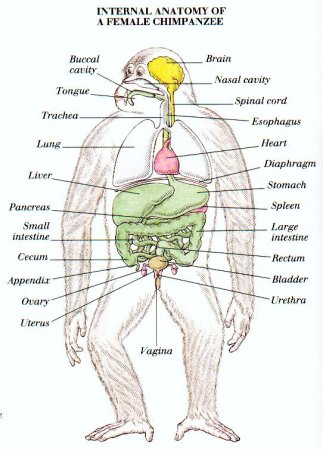 INTERNAL ANATOMY OF
A FEMALE CHIMPANZEE
Buccal
cavity
Tongue
Trachea
Lung
Liver
Pancreas
Small
intestine
Cecum
Appendix
Ovary
Uterus
Vagina
Brain
Nasal cavity
Spinal cord
Esophagus
Heart
Diaphragm
Stomach
Spleen
Large
intestine
Rectum
Bladder
Urethra